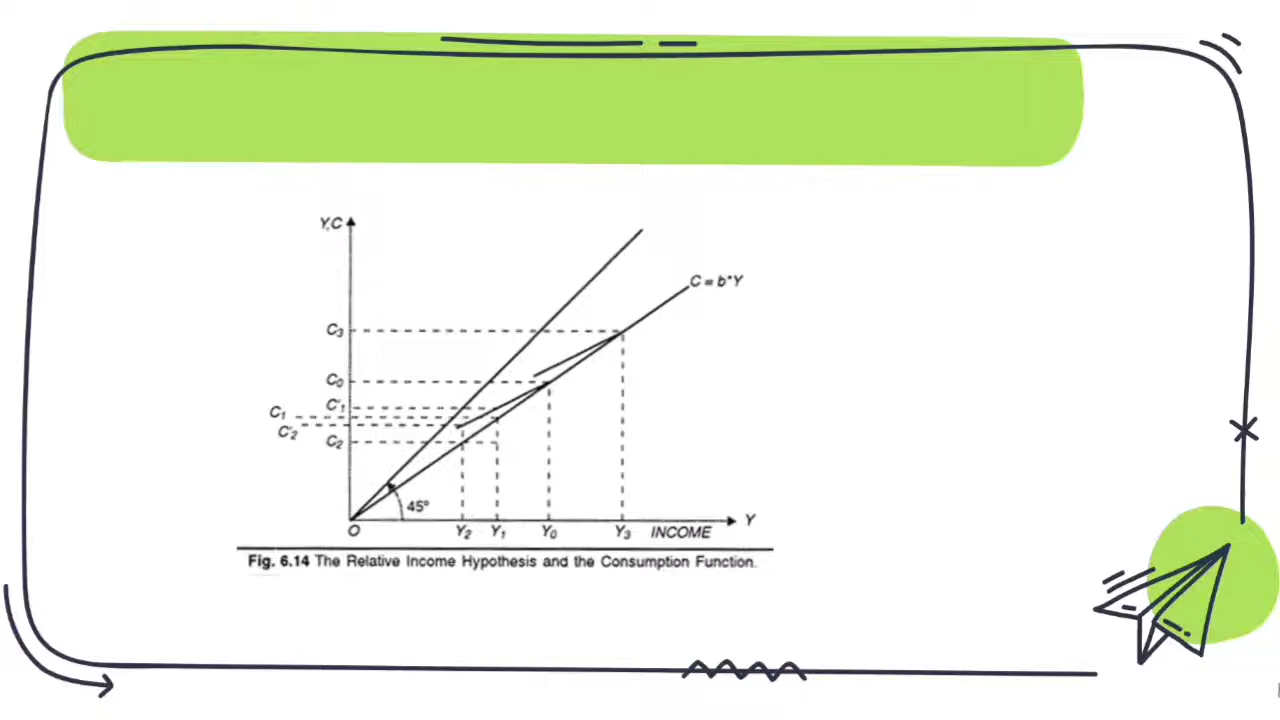 Y,C
C = b*Y
C3
C0
C'1
C1
C'2
C2
45°
O Y2 Y1 Y0 Y3 INCOME Y
Fig. 6.14 The Relative Income Hypothesis and the Consumption Function.